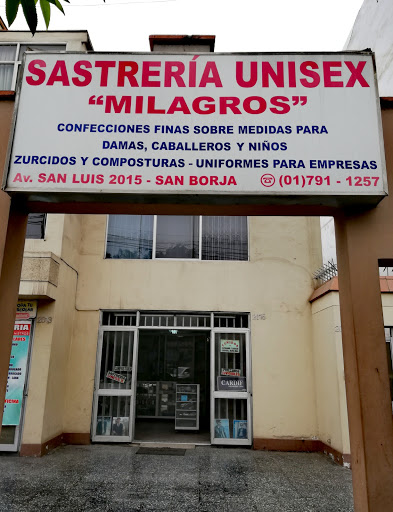 SASTRERÍA UNISEX
“MILAGROS”
CONFECCIONES FINAS SOBRE MEDIDAS PARA
DAMAS, CABALLEROS Y NIÑOS
ZURCIDOS Y COMPOSTURAS - UNIFORMES PARA EMPRESAS
Av. SAN LUIS 2015 - SAN BORJA ☎ (01)791 - 1257
CARDII